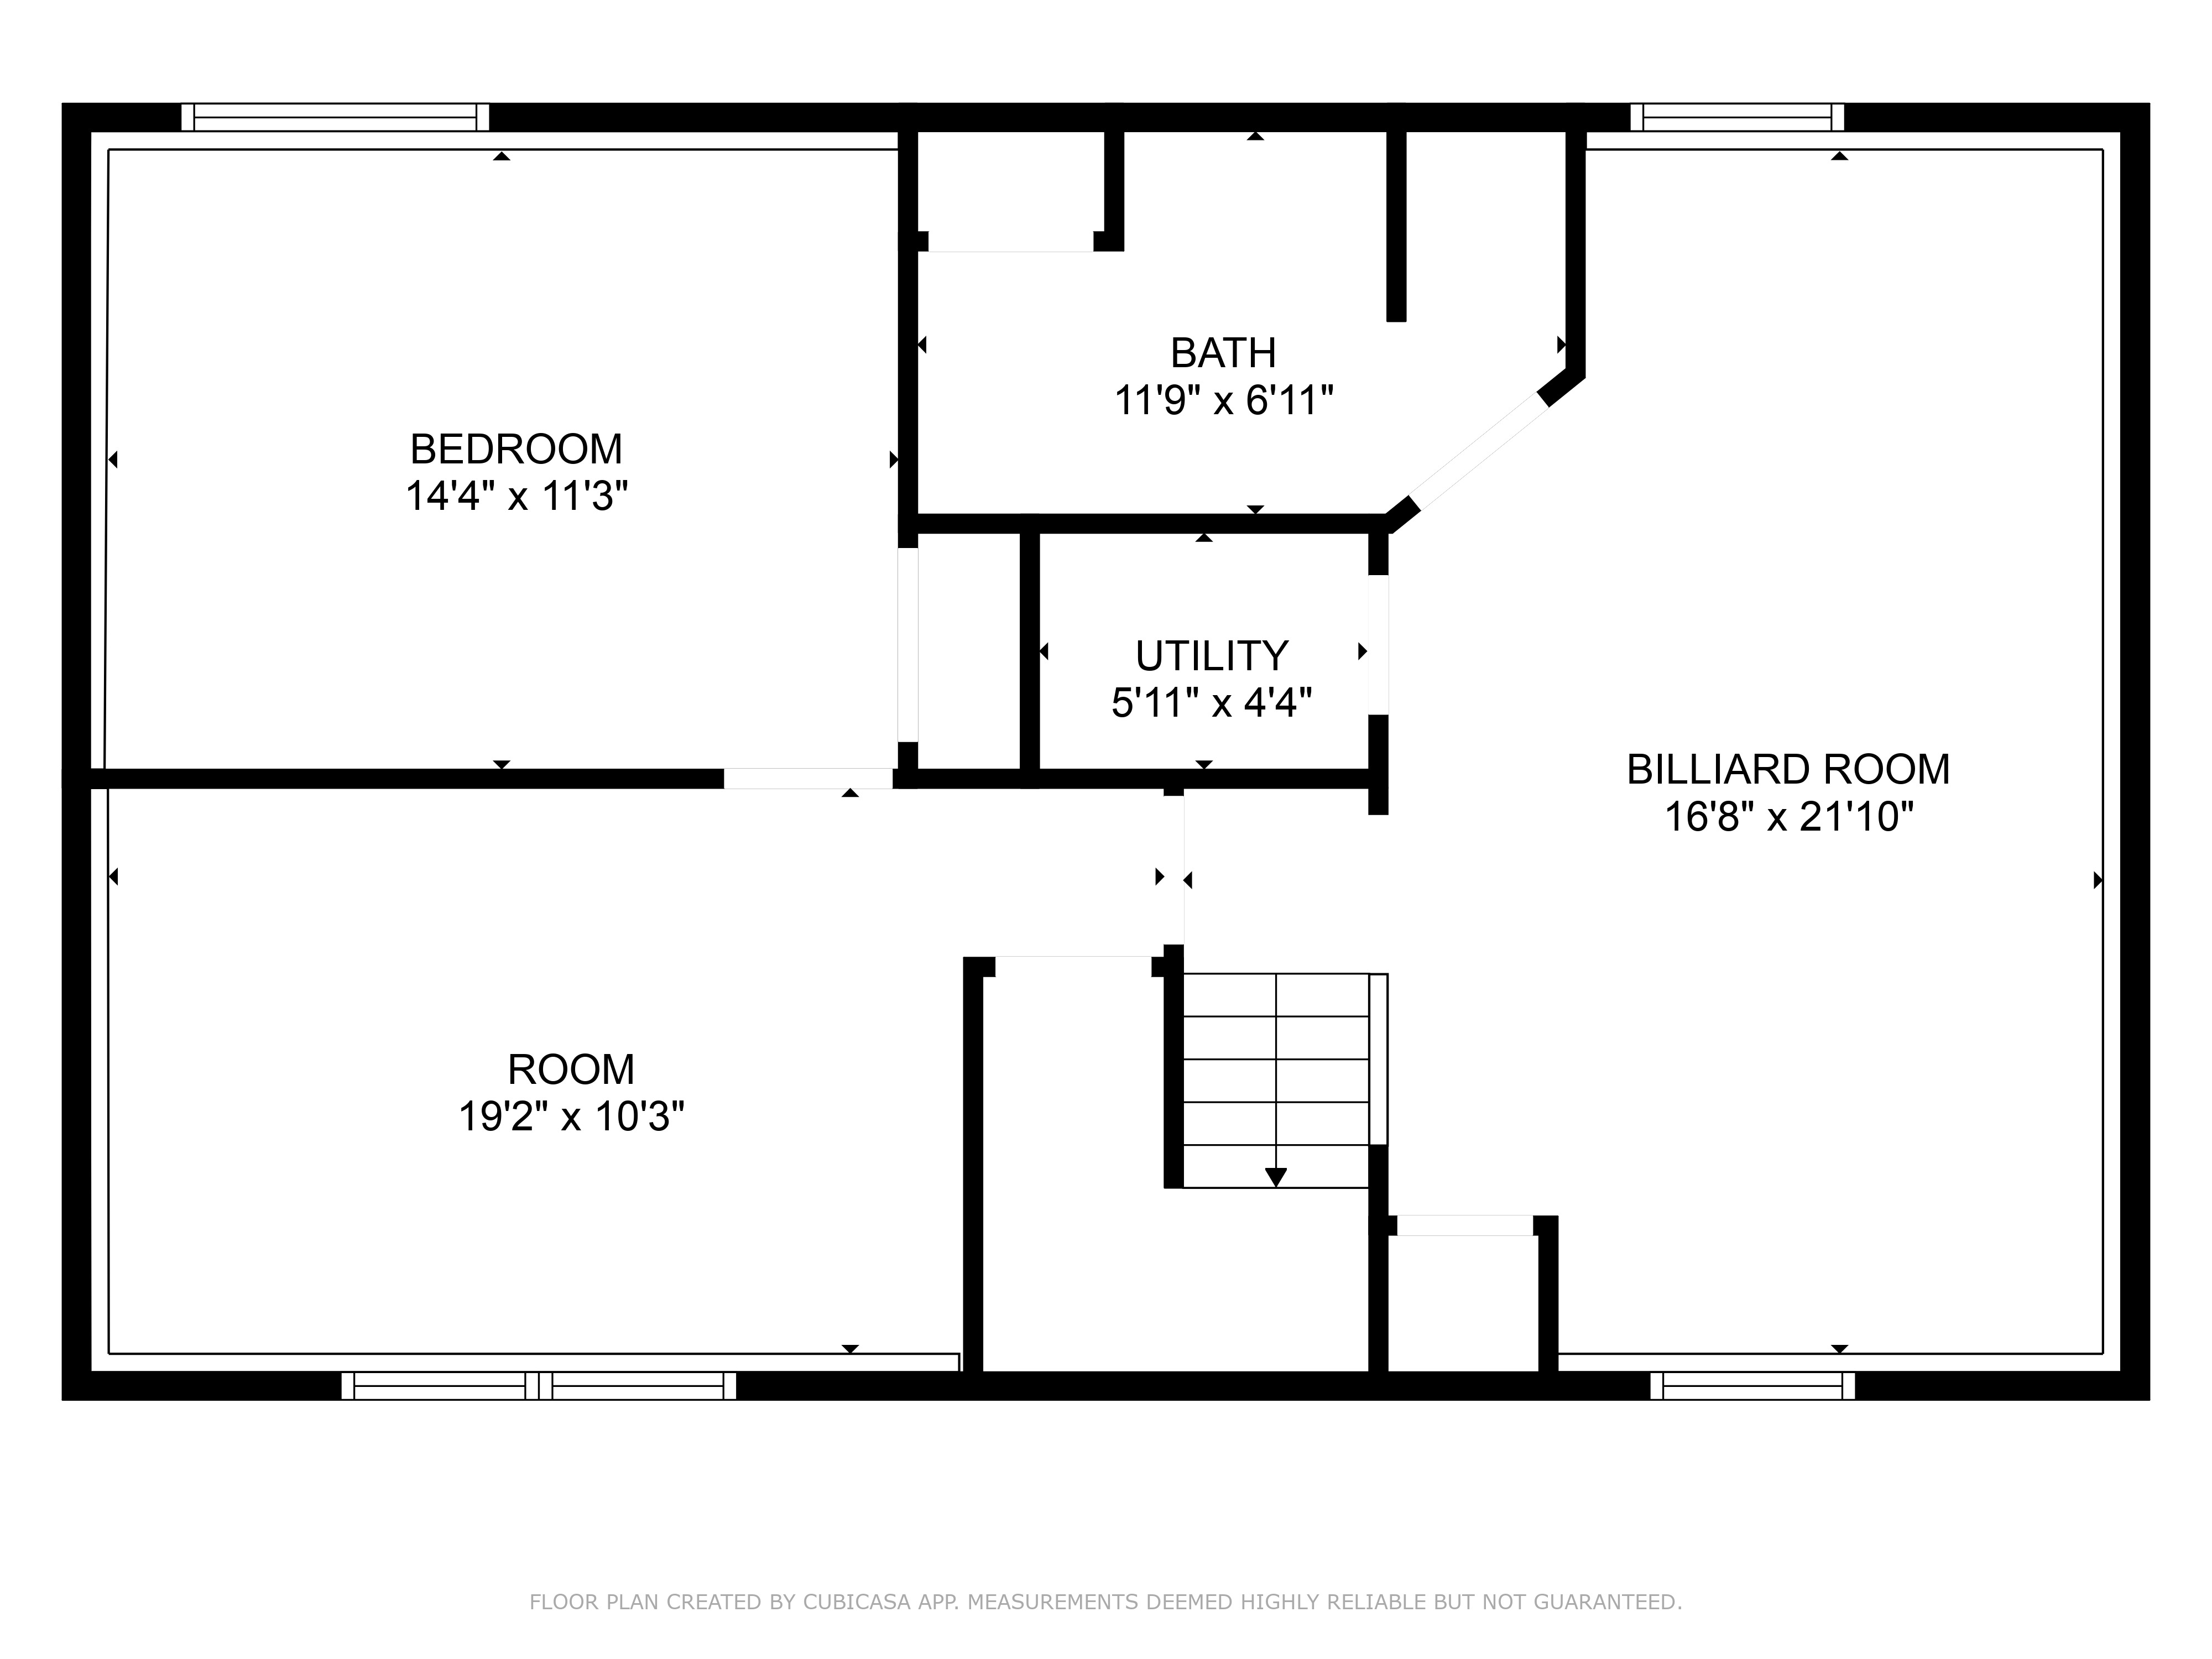 BATH
11'9" x 6'11"
BEDROOM
14'4" x 11'3"
UTILITY
5'11" x 4'4"
BILLIARD ROOM
16'8" x 21'10"
ROOM
19'2" x 10'3"
FLOOR PLAN CREATED BY CUBICASA APP. MEASUREMENTS DEEMED HIGHLY RELIABLE BUT NOT GUARANTEED.